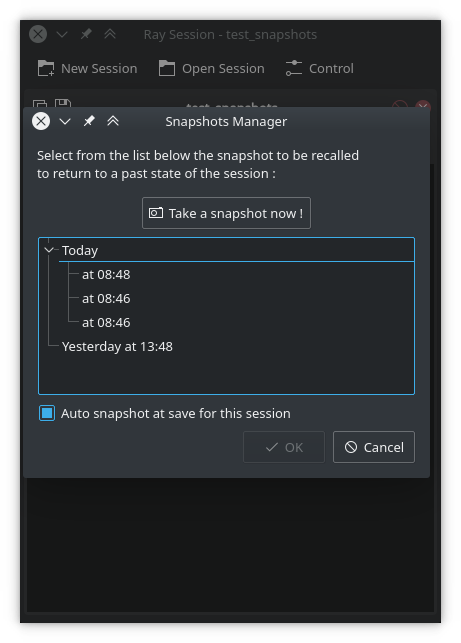 Ray Session - test_snapshots
New Session
Open Session
Control
test_snapshots
Snapshots Manager
Select from the list below the snapshot to be recalled
to return to a past state of the session :
Take a snapshot now !
Today
at 08:48
at 08:46
at 08:46
Yesterday at 13:48
Auto snapshot at save for this session
OK
Cancel